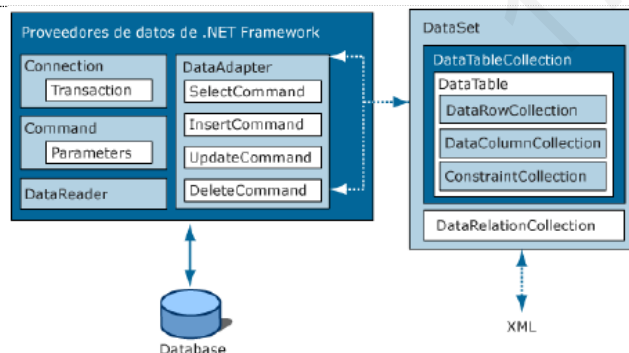 Proveedores de datos de .NET Framework
Connection
Transaction
Command
Parameters
DataReader
DataAdapter
SelectCommand
InsertCommand
UpdateCommand
DeleteCommand
Database
DataSet
DataTableCollection
DataTable
DataRowCollection
DataColumnCollection
ConstraintCollection
DataRelationCollection
XML